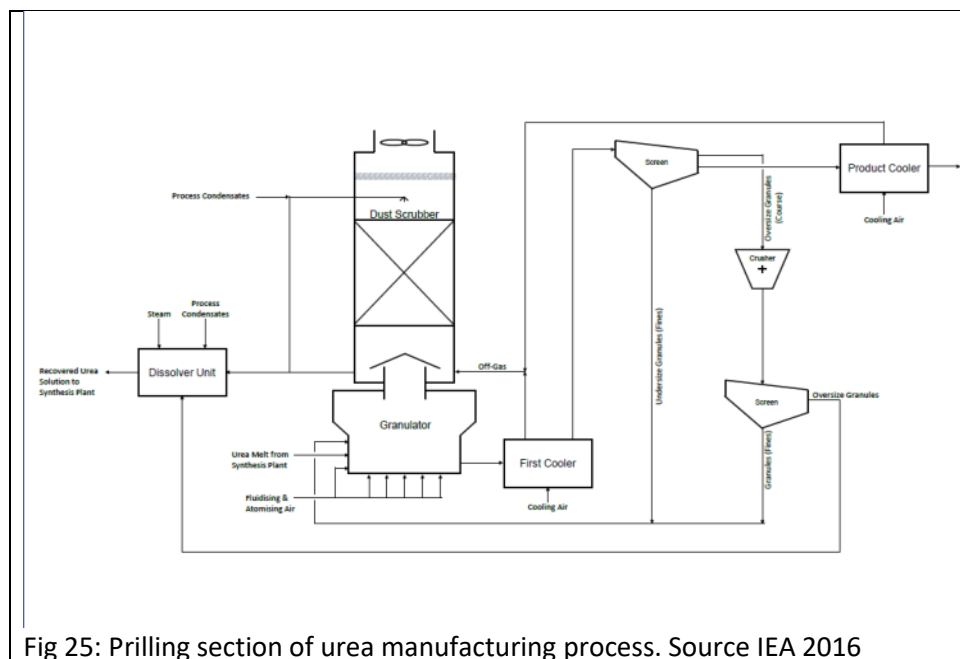 Process Condensates
Dust Scrubber
Steam
Process
Condensates
Recovered Urea
Solution to
Synthesis Plant
Dissolver Unit
Off-Gas
Granulator
Urea Melt from
Synthesis Plant
Fluidising &
Atomising Air
First Cooler
Cooling Air
Screen
Undersize Granules (Fines)
Oversize Granules
(Course)
Crusher
+
Product Cooler
Cooling Air
Screen
Oversize Granules
Granules (Fines)
Fig 25: Prilling section of urea manufacturing process. Source IEA 2016